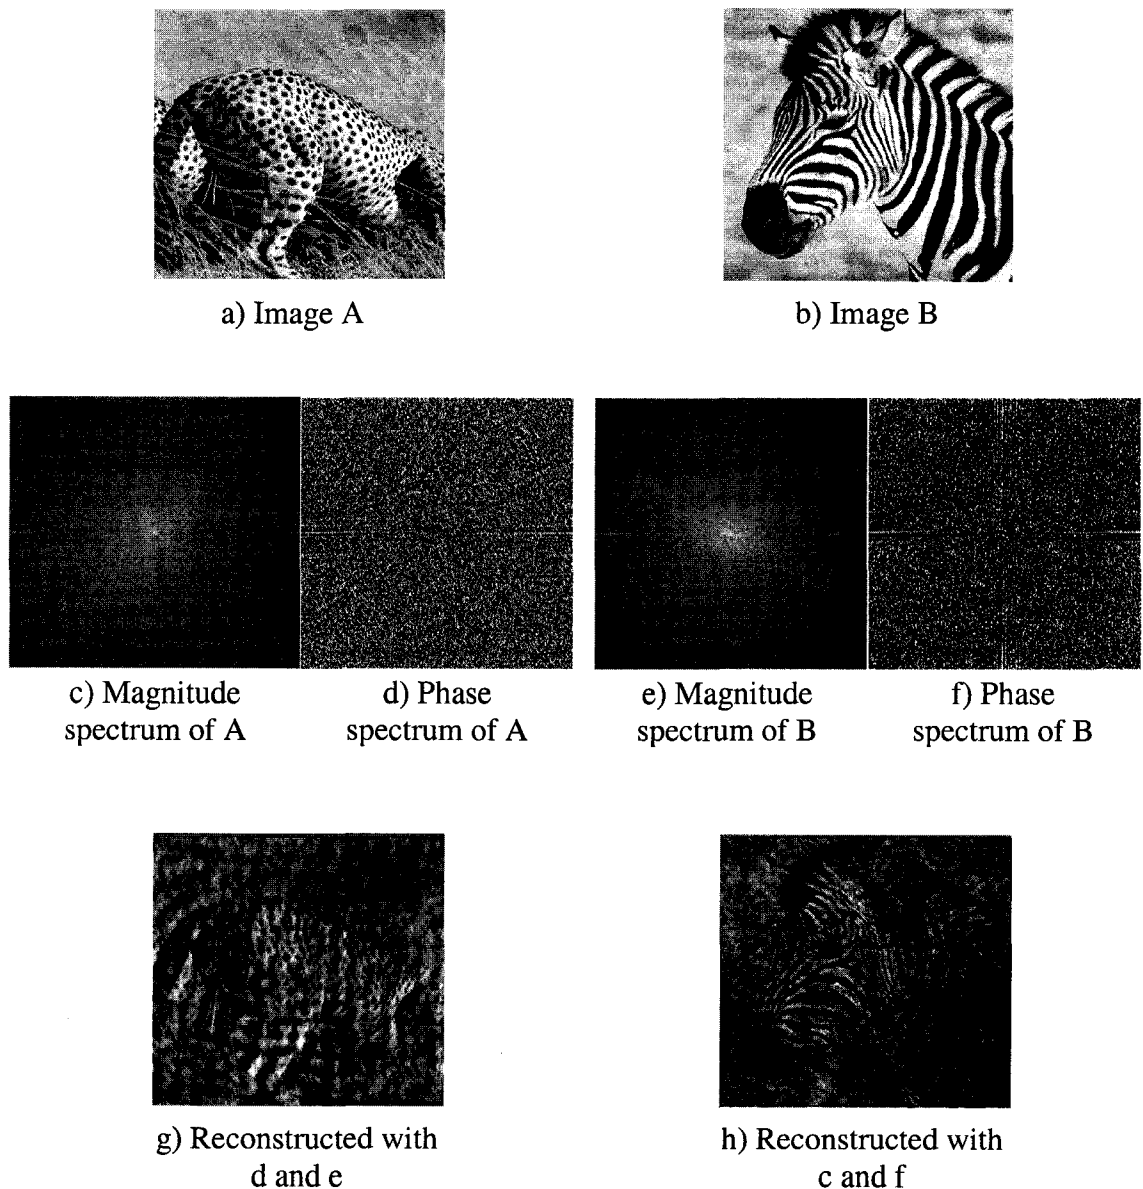 a) Image A
b) Image B
c) Magnitude
spectrum of A
d) Phase
spectrum of A
e) Magnitude
spectrum of B
f) Phase
spectrum of B
g) Reconstructed with
d and e
h) Reconstructed with
c and f